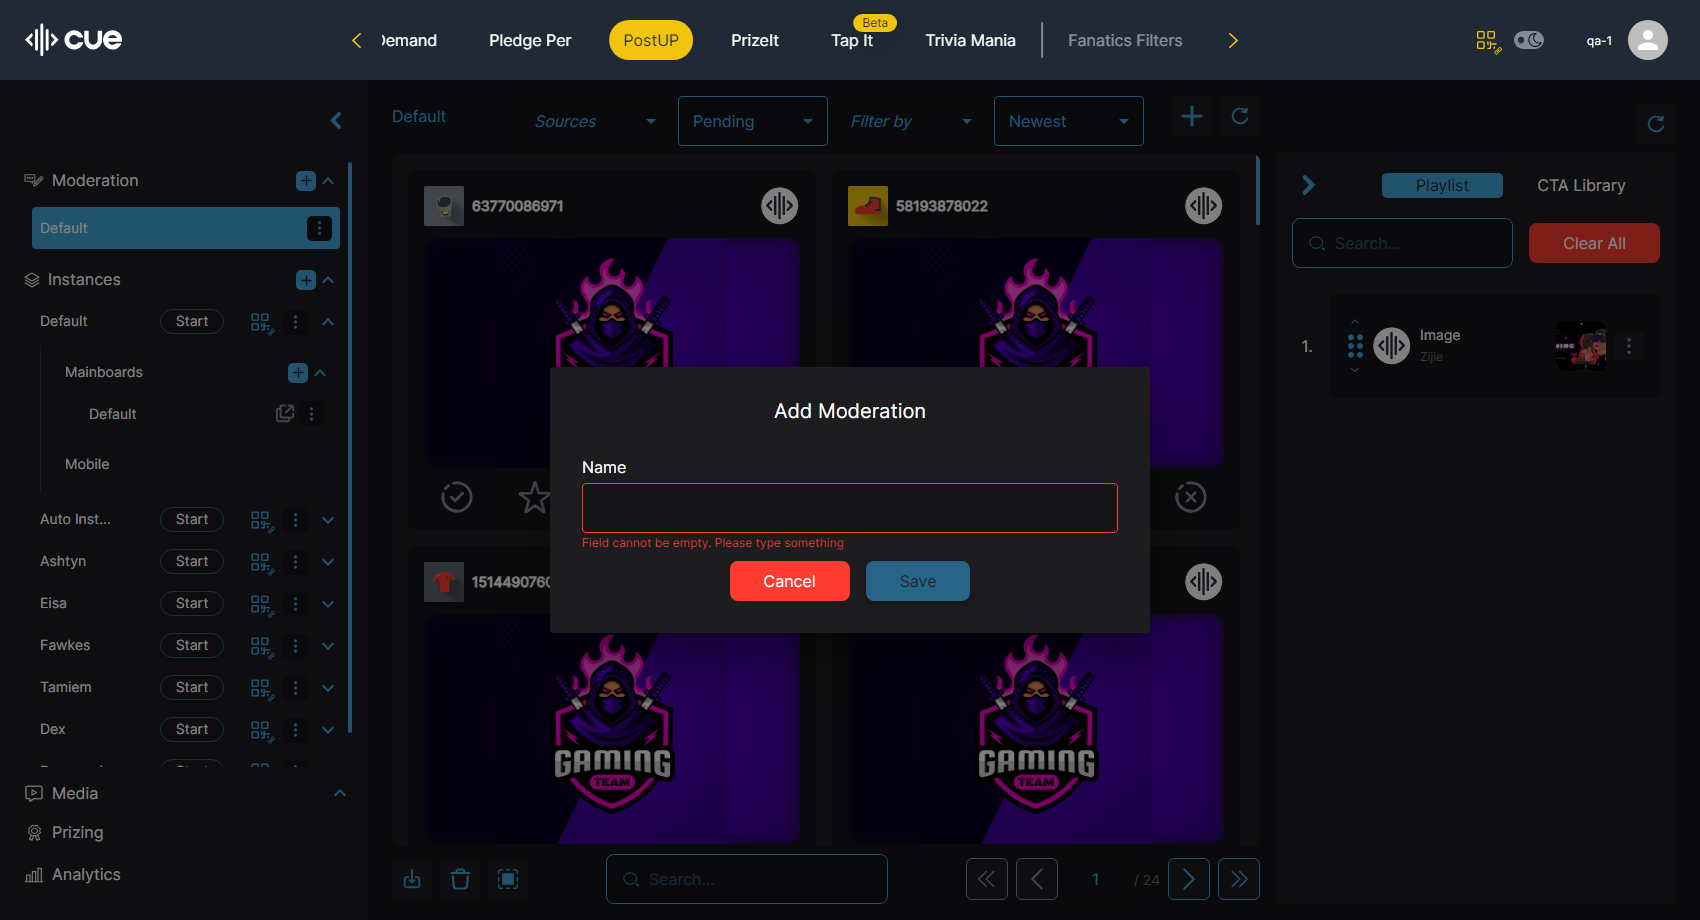 cue
Demand
Pledge Per
PostUP
PrizeIt
Beta
Tap It
Trivia Mania
Fanatics Filters
qa-1
Moderation
Default
Instances
Default
Start
Mainboards
Default
Mobile
Auto Inst...
Start
Ashtyn
Start
Eisa
Start
Fawkes
Start
Tamiem
Start
Dex
Start
Media
Prizing
Analytics
Default
Sources
Pending
Filter by
Newest
63770086971
58193878022
1514490760
GAMING
TEAM
GAMING
TEAM
Add Moderation
Name
Field cannot be empty. Please type something
Cancel
Save
Search...
1
/ 24
Playlist
CTA Library
Search...
Clear All
1.
Image
Zijie